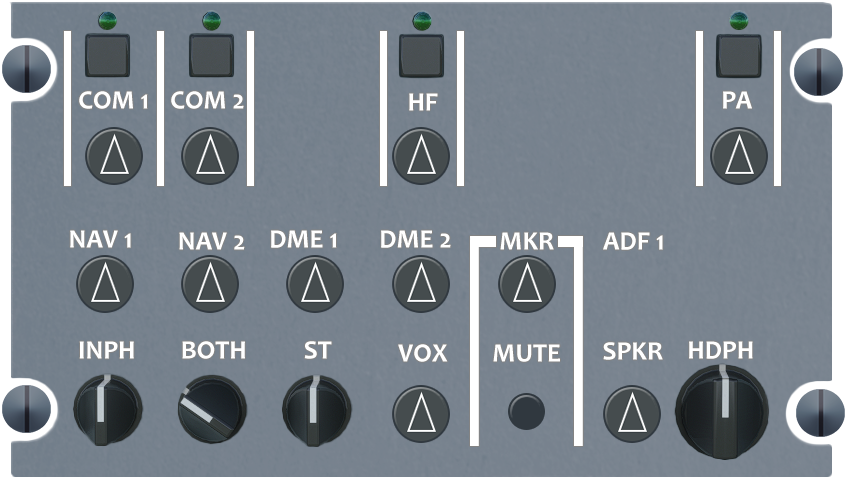 COM 1 COM 2 HF PA
NAV 1 NAV 2 DME 1 DME 2 MKR ADF 1
INPH BOTH ST VOX MUTE SPKR HDPH